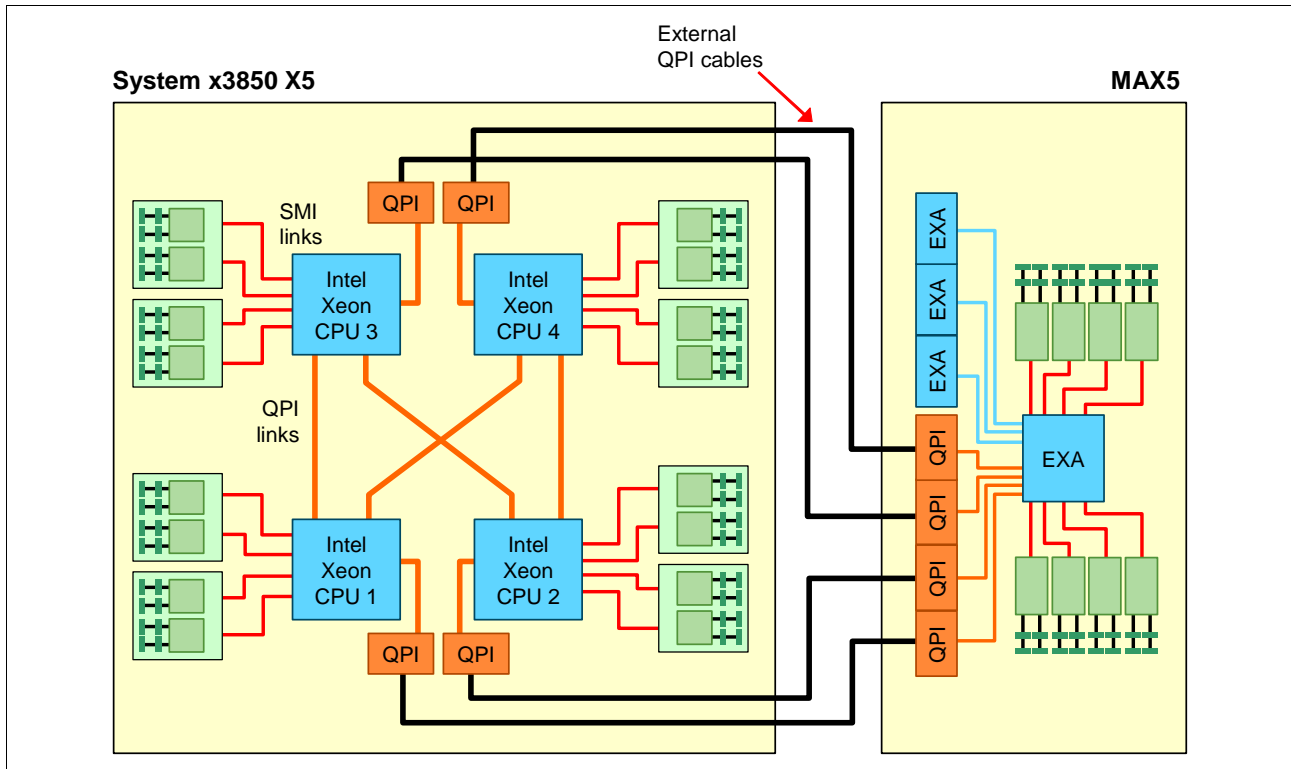 External
QPI cables
System x3850 X5
MAX5
QPI
QPI
SMI
links
Intel
Xeon
CPU 3
Intel
Xeon
CPU 4
QPI
links
Intel
Xeon
CPU 1
Intel
Xeon
CPU 2
QPI
QPI
EXA
EXA
EXA
QPI
QPI
QPI
QPI
EXA